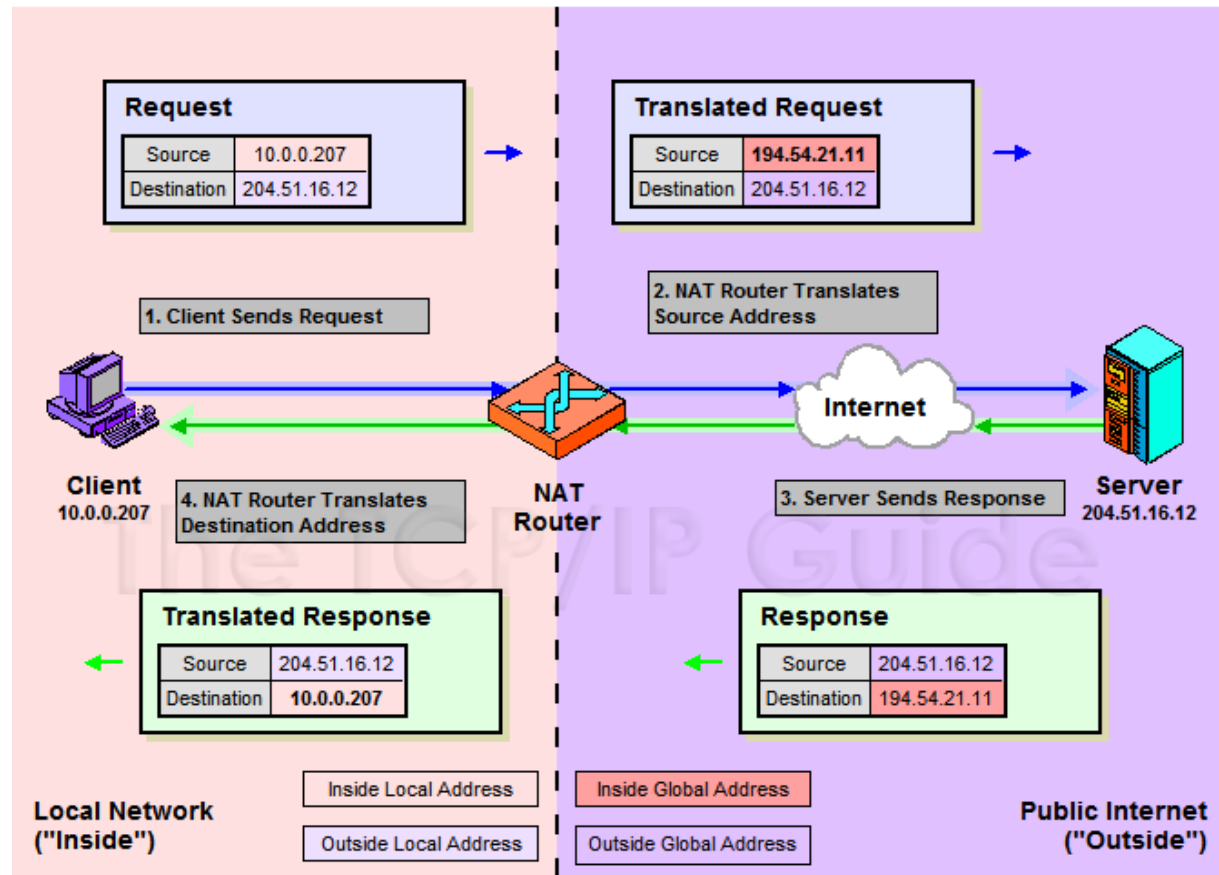 Request
Source 10.0.0.207
Destination 204.51.16.12
Translated Request
Source 194.54.21.11
Destination 204.51.16.12
1. Client Sends Request
2. NAT Router Translates
Source Address
Internet
Client
10.0.0.207
4. NAT Router Translates
Destination Address
NAT
Router
3. Server Sends Response
Server
204.51.16.12
The TCP/IP Guide
Translated Response
Source 204.51.16.12
Destination 10.0.0.207
Response
Source 204.51.16.12
Destination 194.54.21.11
Local Network
("Inside")
Inside Local Address
Outside Local Address
Inside Global Address
Outside Global Address
Public Internet
("Outside")